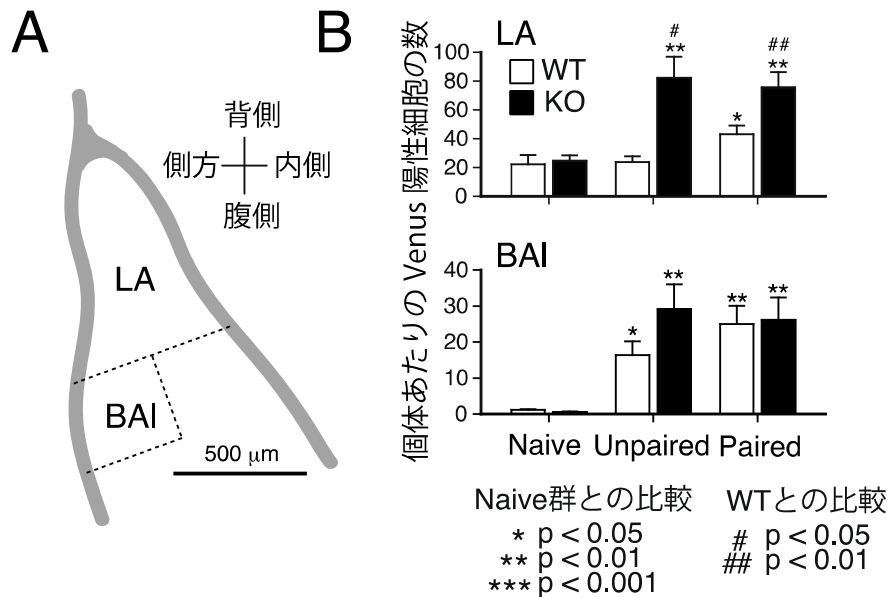 A
背側
側方
内側
腹側
LA
BAl
500 μm
B
個体あたりの Venus 陽性細胞の数
LA
WT
KO
100
80
60
40
20
0
**
#
*
**
##
BAl
40
30
20
10
0
*
**
**
**
Naive Unpaired Paired
Naive群との比較
* p < 0.05
** p < 0.01
*** p < 0.001
WTとの比較
# p < 0.05
## p < 0.01